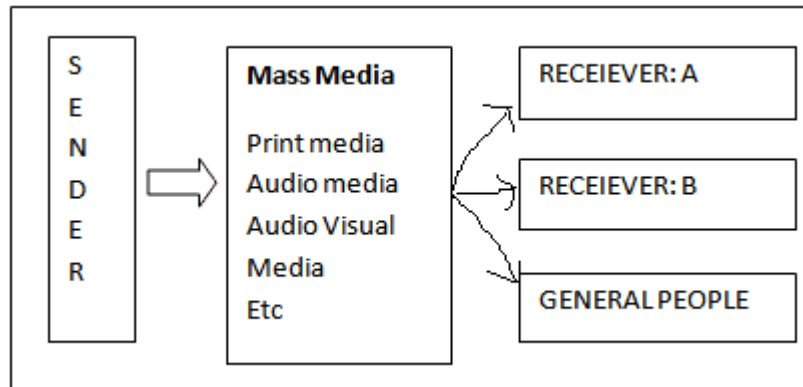 S
E
N
D
E
R
Mass Media
Print media
Audio media
Audio Visual
Media
Etc
RECEIEVER: A
RECEIEVER: B
GENERAL PEOPLE